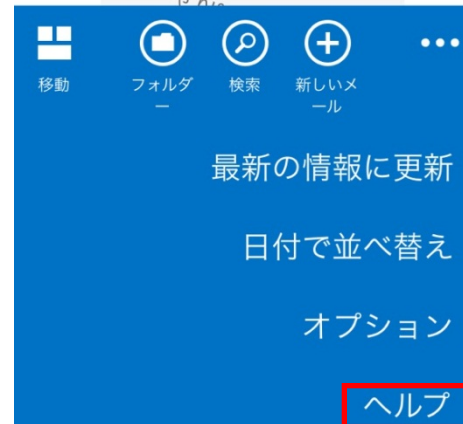 移動
フォルダ
ー
検索
新しいメ
ール
最新の情報に更新
日付で並べ替え
オプション
ヘルプ